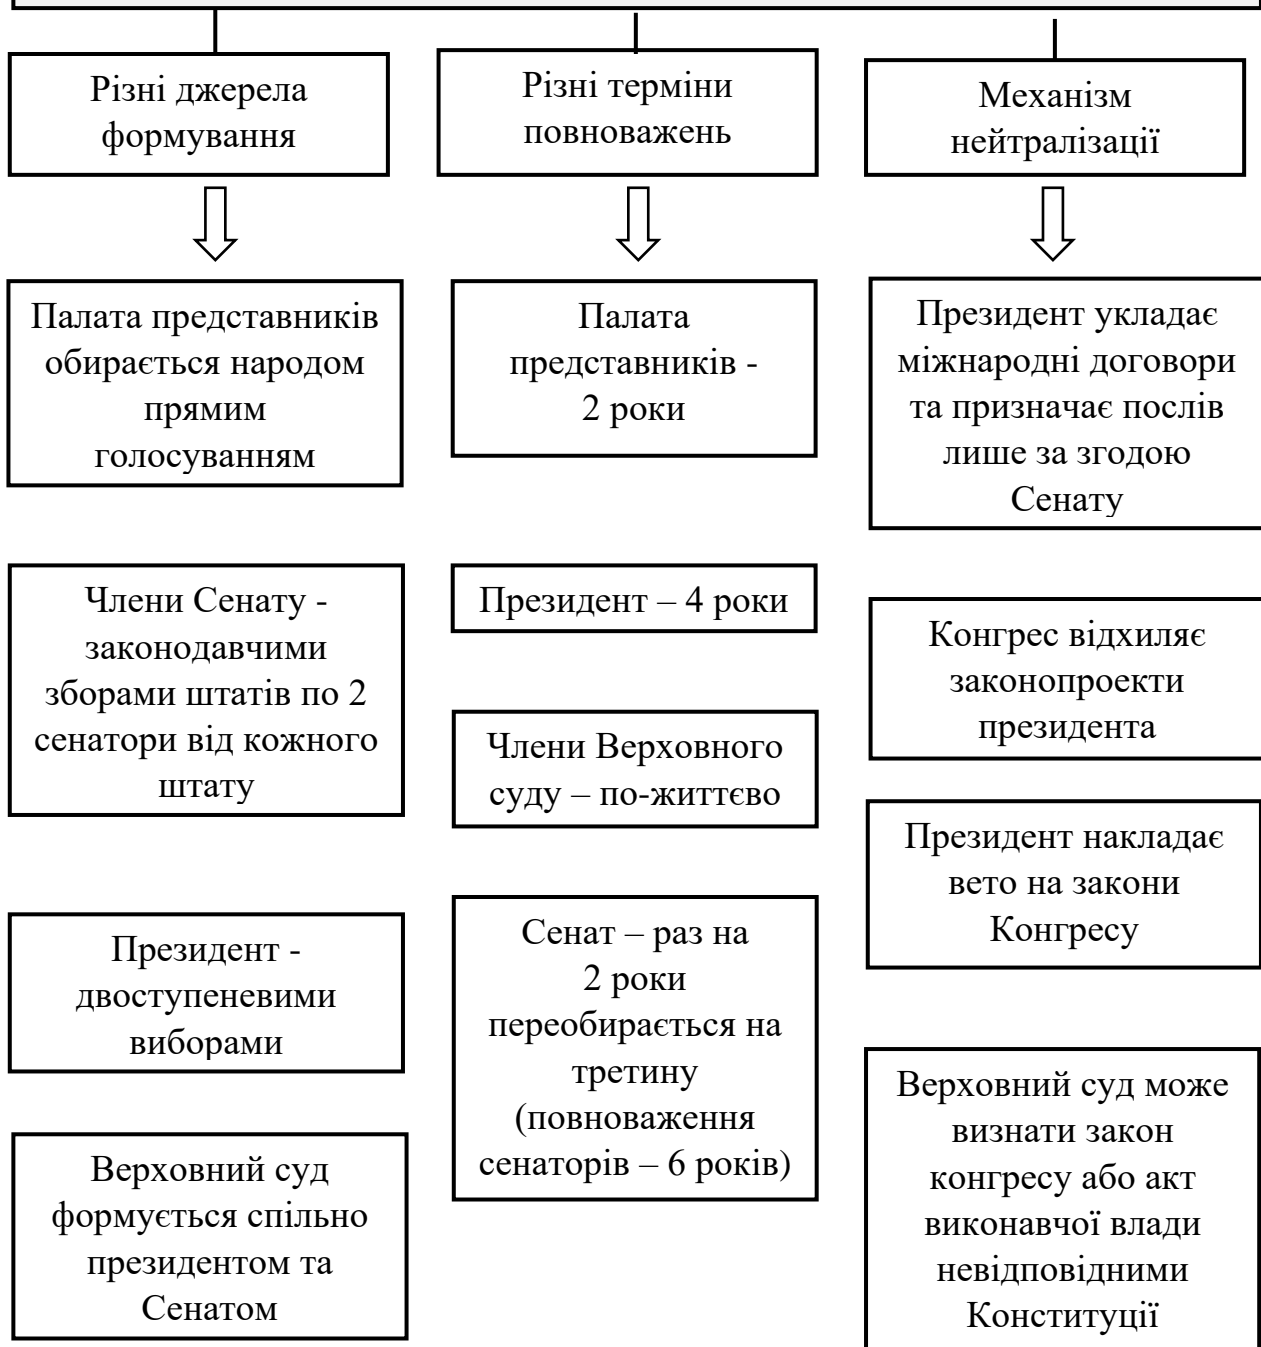 Різні джерела
формування
Різні терміни
повноважень
Механізм
нейтралізації
Палата представників
обирається народом
прямим
голосуванням
Члени Сенату -
законодавчими
зборами штатів по 2
сенатори від кожного
штату
Президент -
двоступеневими
виборами
Верховний суд
формується спільно
президентом та
Сенатом
Палата
представників -
2 роки
Президент – 4 роки
Члени Верховного
суду – по-життєво
Сенат – раз на
2 роки
переобирається на
третину
(повноваження
сенаторів – 6 років)
Президент укладає
міжнародні договори
та призначає послів
лише за згодою
Сенату
Конгрес відхиляє
законопроекти
президента
Президент накладає
вето на закони
Конгресу
Верховний суд може
визнати закон
конгресу або акт
виконавчої влади
невідповідними
Конституції